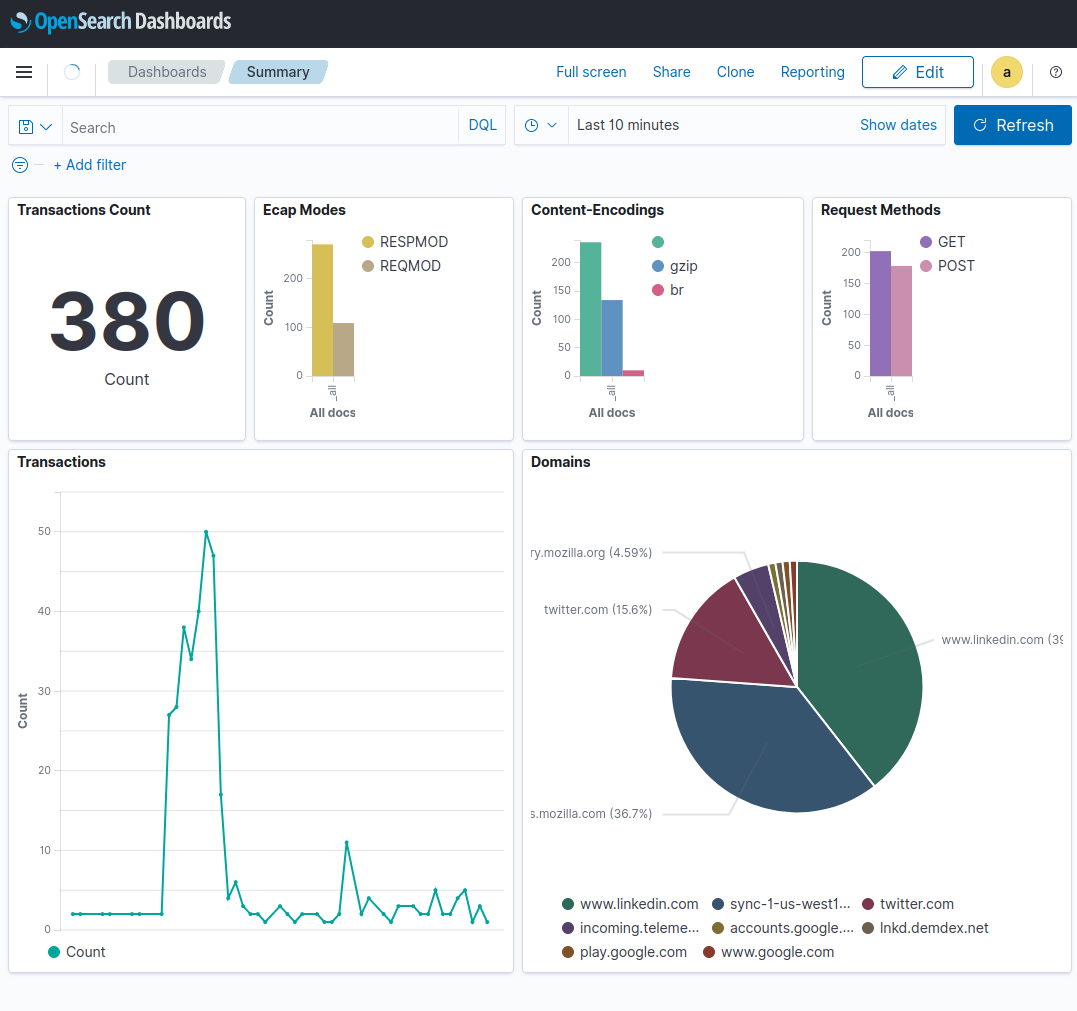 OpenSearch Dashboards
Dashboards Summary Full screen Share Clone Reporting Edit a
Search DQL Last 10 minutes Show dates Refresh
+ Add filter
Transactions Count
380
Count
Ecap Modes
RESPMOD
REQMOD
Count
200
100
0
_all
All docs
Content-Encodings
gzip
br
Count
200
150
100
50
0
_all
All docs
Request Methods
GET
POST
Count
200
150
100
50
0
_all
All docs
Transactions
Count
50
40
30
20
10
0
Count
Domains
ry.mozilla.org (4.59%)
twitter.com (15.6%)
www.linkedin.com (39
s.mozilla.com (36.7%)
www.linkedin.com sync-1-us-west1... twitter.com
incoming.teleme... accounts.google.... lnkd.demdex.net
play.google.com www.google.com